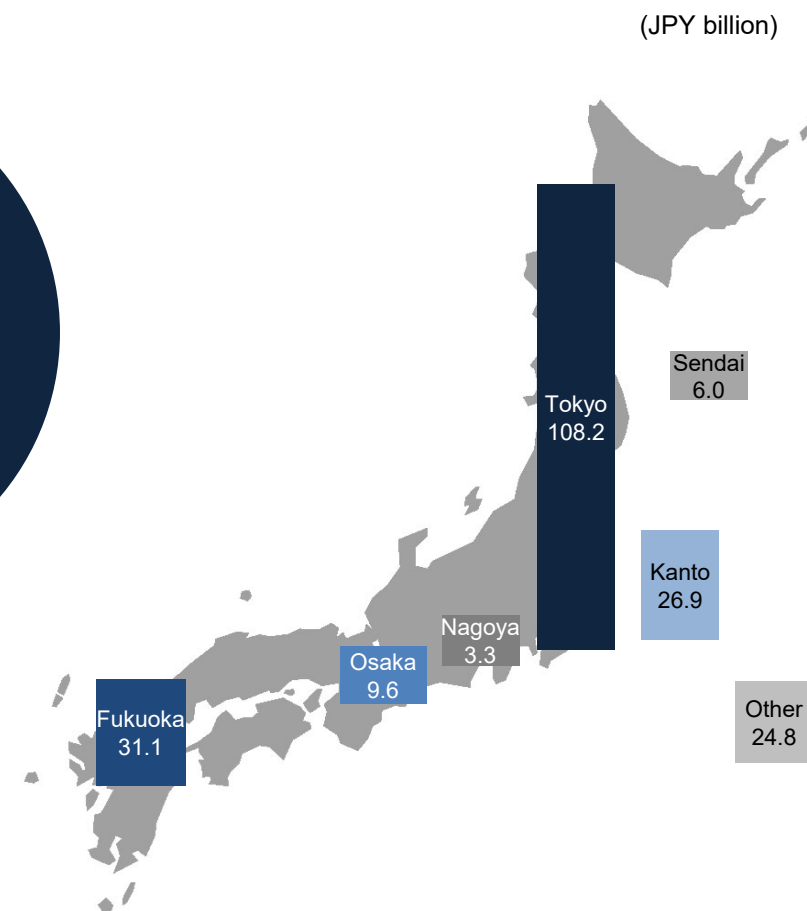 (JPY billion)
Sendai
6.0
Tokyo
108.2
Kanto
26.9
Nagoya
3.3
Osaka
9.6
Fukuoka
31.1
Other
24.8